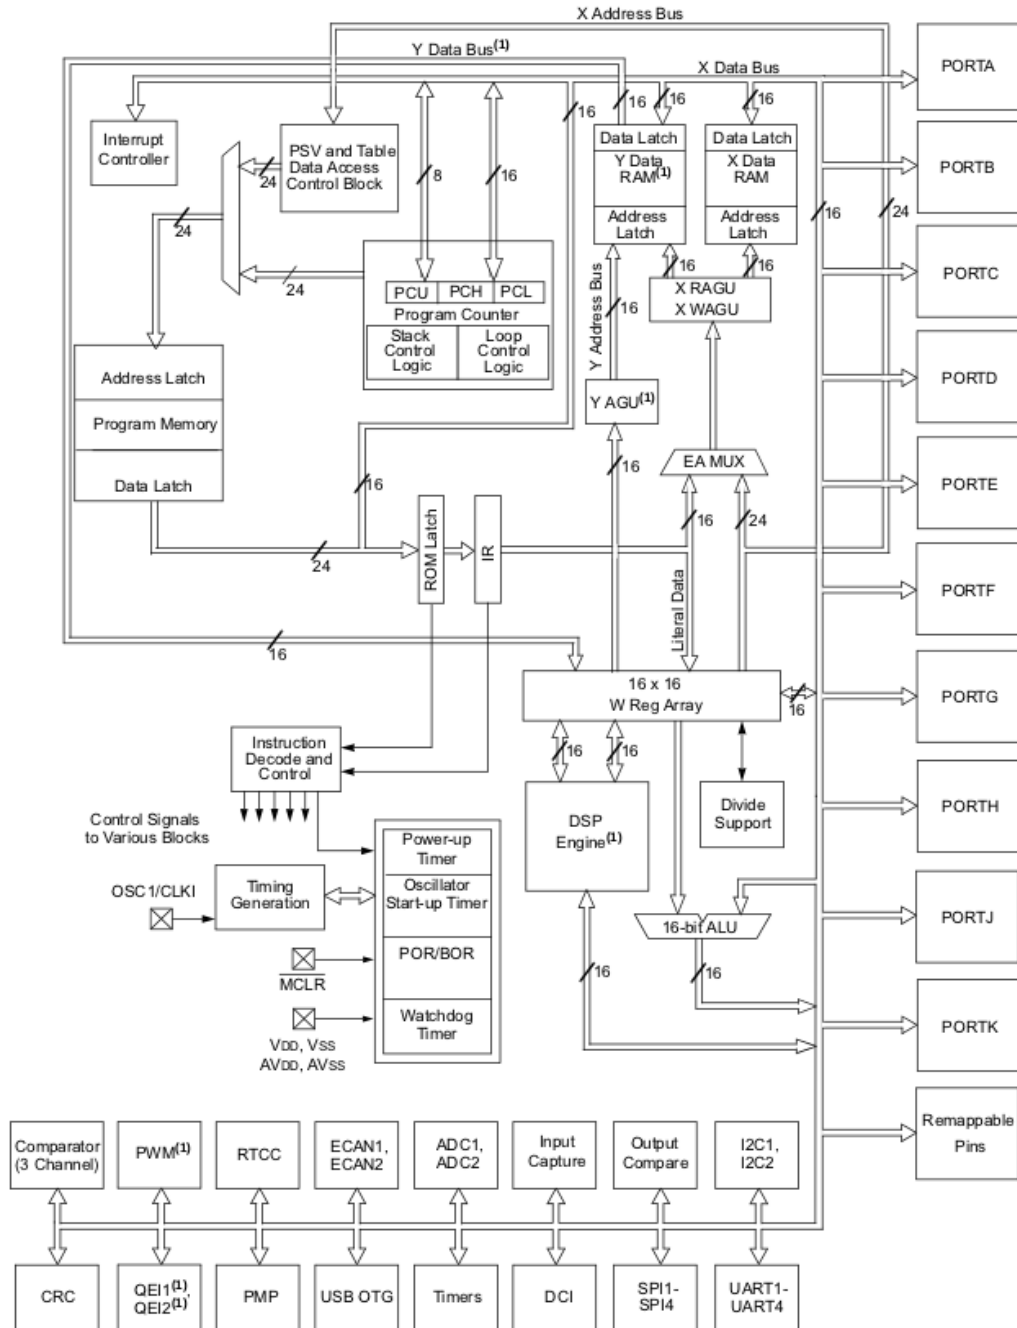 X Address Bus
Y Data Bus(1)
X Data Bus
PORTA
Interrupt
Controller
PSV and Table
Data Access
Control Block
24
8
16
16
16
16
16
Data Latch
Y Data
RAM(1)
Address
Latch
Data Latch
X Data
RAM
Address
Latch
16
24
PORTB
24
24
16
16
PORTC
PCU
PCH
PCL
Program Counter
Stack
Control
Logic
Loop
Control
Logic
X RAGU
X WAGU
Y Address Bus
16
PORTD
Address Latch
Program Memory
Data Latch
Y AGU(1)
16
EA MUX
PORTE
16
24
ROM Latch
IR
16
24
Literal Data
PORTF
16
16 x 16
W Reg Array
16
PORTG
Instruction
Decode and
Control
16
16
DSP
Engine(1)
Divide
Support
PORTH
Control Signals
to Various Blocks
Power-up
Timer
Oscillator
Start-up Timer
POR/BOR
Watchdog
Timer
OSC1/CLKI
Timing
Generation
16-bit ALU
PORTJ
MCLR
16
16
VDD, VSS
AVDD, AVSS
PORTK
Remappable
Pins
Comparator
(3 Channel)
PWM(1)
RTCC
ECAN1,
ECAN2
ADC1,
ADC2
Input
Capture
Output
Compare
I2C1,
I2C2
CRC
QEI1(1),
QEI2(1)
PMP
USB OTG
Timers
DCI
SPI1-
SPI4
UART1-
UART4